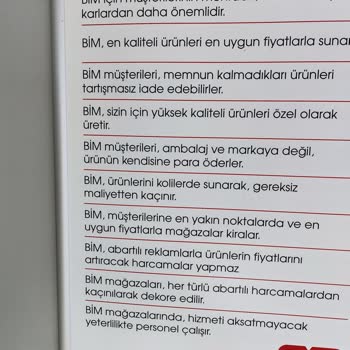 BİM için müşterilerinin
karlardan daha önemlidir.
BİM, en kaliteli ürünleri en uygun fiyatlarla sunar
BİM müşterileri, memnun kalmadıkları ürünleri
tartışmasız iade edebilirler.
BİM, sizin için yüksek kaliteli ürünleri özel olarak
üretir.
BİM müşterileri, ambalaj ve markaya değil,
ürünün kendisine para öderler.
BİM, ürünlerini kolilerde sunarak, gereksiz
maliyetten kaçınır.
BİM, müşterilerine en yakın noktalarda ve en
uygun fiyatlarla mağazalar kiralar.
BİM, abartılı reklamlarla ürünlerin fiyatlarını
artıracak harcamalar yapmaz
BİM mağazaları, her türlü abartılı harcamalardan
kaçınılarak dekore edilir.
BİM mağazalarında, hizmeti aksatmayacak
yeterlilikte personel çalışır.